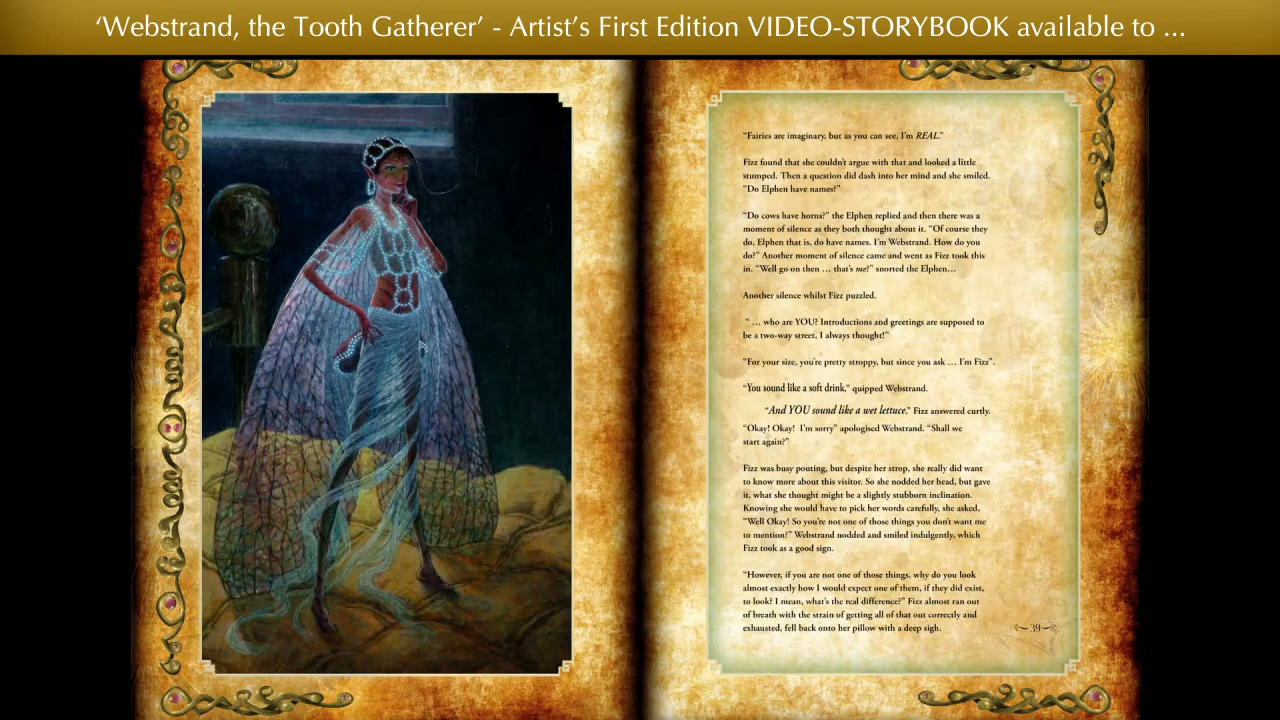 ‘Webstrand, the Tooth Gatherer’ - Artist’s First Edition VIDEO-STORYBOOK available to ...
“Fairies are imaginary, but as you can see, I’m REAL.”
Fizz found that she couldn’t argue with that and looked a little
stumped. Then a question did dash into her mind and she smiled.
“Do Elphen have names?”
“Do cows have horns?” the Elphen replied and then there was a
moment of silence as they both thought about it. “Of course they
do, Elphen that is, do have names. I’m Webstrand. How do you
do?” Another moment of silence came and went as Fizz took this
in. “Well go on then … that’s me?” snorted the Elphen…
Another silence whilst Fizz puzzled.
“ … who are YOU? Introductions and greetings are supposed to
be a two-way street, I always thought!”
“For your size, you’re pretty stroppy, but since you ask … I’m Fizz”.
“You sound like a soft drink,” quipped Webstrand.
“And YOU sound like a wet lettuce,” Fizz answered curtly.
“Okay! Okay!  I’m sorry” apologised Webstrand. “Shall we
start again?”
Fizz was busy pouting, but despite her strop, she really did want
to know more about this visitor. So she nodded her head, but gave
it, what she thought might be a slightly stubborn inclination.
Knowing she would have to pick her words carefully, she asked,
“Well Okay! So you’re not one of those things you don’t want me
to mention?” Webstrand nodded and smiled indulgently, which
Fizz took as a good sign.
“However, if you are not one of those things, why do you look
almost exactly how I would expect one of them, if they did exist,
to look? I mean, what’s the real difference?” Fizz almost ran out
of breath with the strain of getting all of that out correctly and
exhausted, fell back onto her pillow with a deep sigh.
39